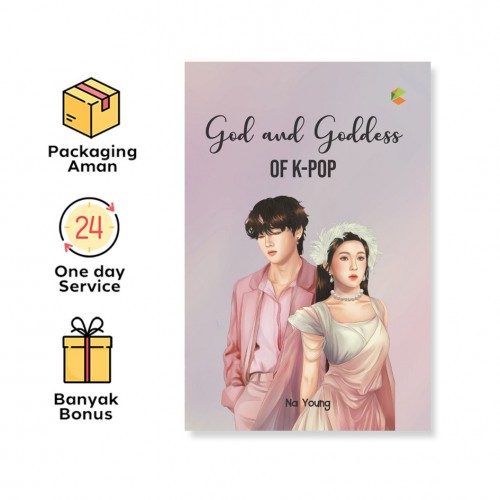 Packaging
Aman
24
One day
Service
Banyak
Bonus
God and Goddess
OF K-POP
Na Young